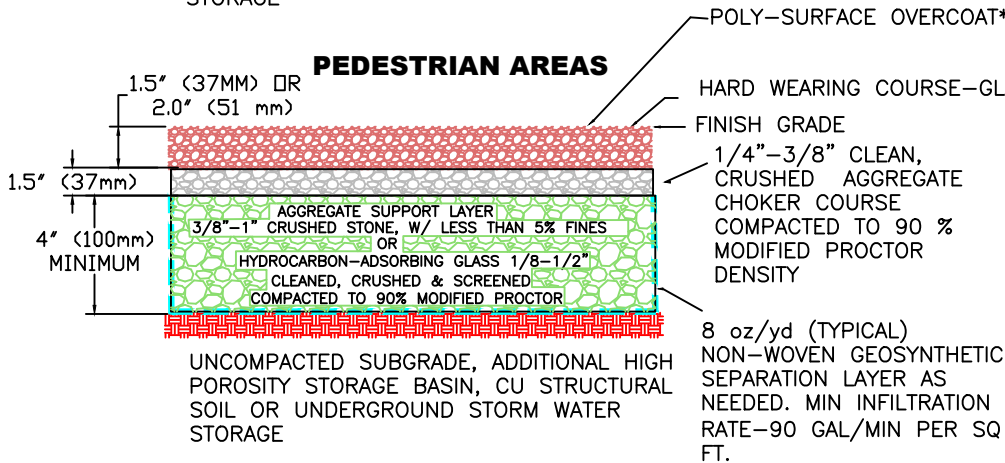 STORAGE
POLY-SURFACE OVERCOAT*
PEDESTRIAN AREAS
1.5" (37MM) OR
2.0" (51 mm)
HARD WEARING COURSE-GL
FINISH GRADE
1.5" (37mm)
1/4"-3/8" CLEAN,
CRUSHED AGGREGATE
CHOKER COURSE
COMPACTED TO 90 %
MODIFIED PROCTOR
DENSITY
4" (100mm)
MINIMUM
AGGREGATE SUPPORT LAYER
3/8"-1" CRUSHED STONE, W/ LESS THAN 5% FINES
OR
HYDROCARBON-ADSORBING GLASS 1/8-1/2"
CLEANED, CRUSHED & SCREENED
COMPACTED TO 90% MODIFIED PROCTOR
8 oz/yd (TYPICAL)
NON-WOVEN GEOSYNTHETIC
SEPARATION LAYER AS
NEEDED. MIN INFILTRATION
RATE-90 GAL/MIN PER SQ
FT.
UNCOMPACTED SUBGRADE, ADDITIONAL HIGH
POROSITY STORAGE BASIN, CU STRUCTURAL
SOIL OR UNDERGROUND STORM WATER
STORAGE